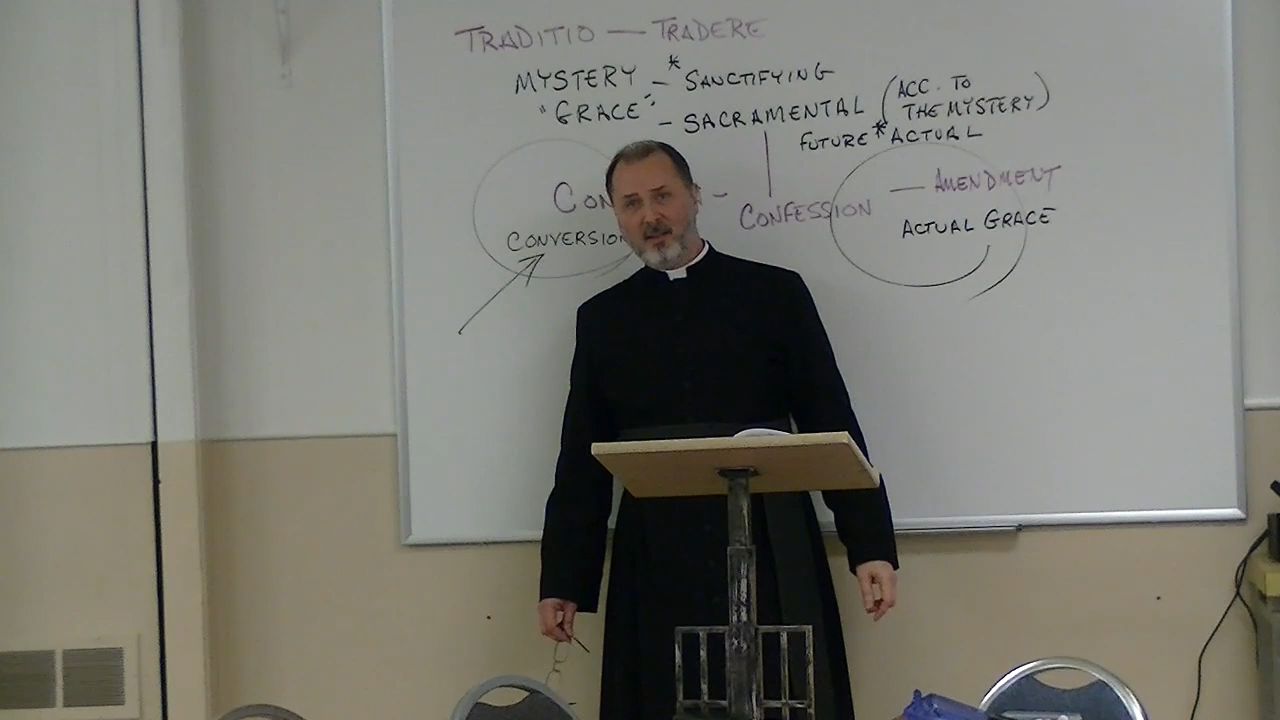 TRADITIO — TRADERE
MYSTERY — * SANCTIFYING
"GRACE" — SACRAMENTAL (ACC. TO THE MYSTERY)
FUTURE * ACTUAL
— CONFESSION — AMENDMENT
CONVERSION ACTUAL GRACE